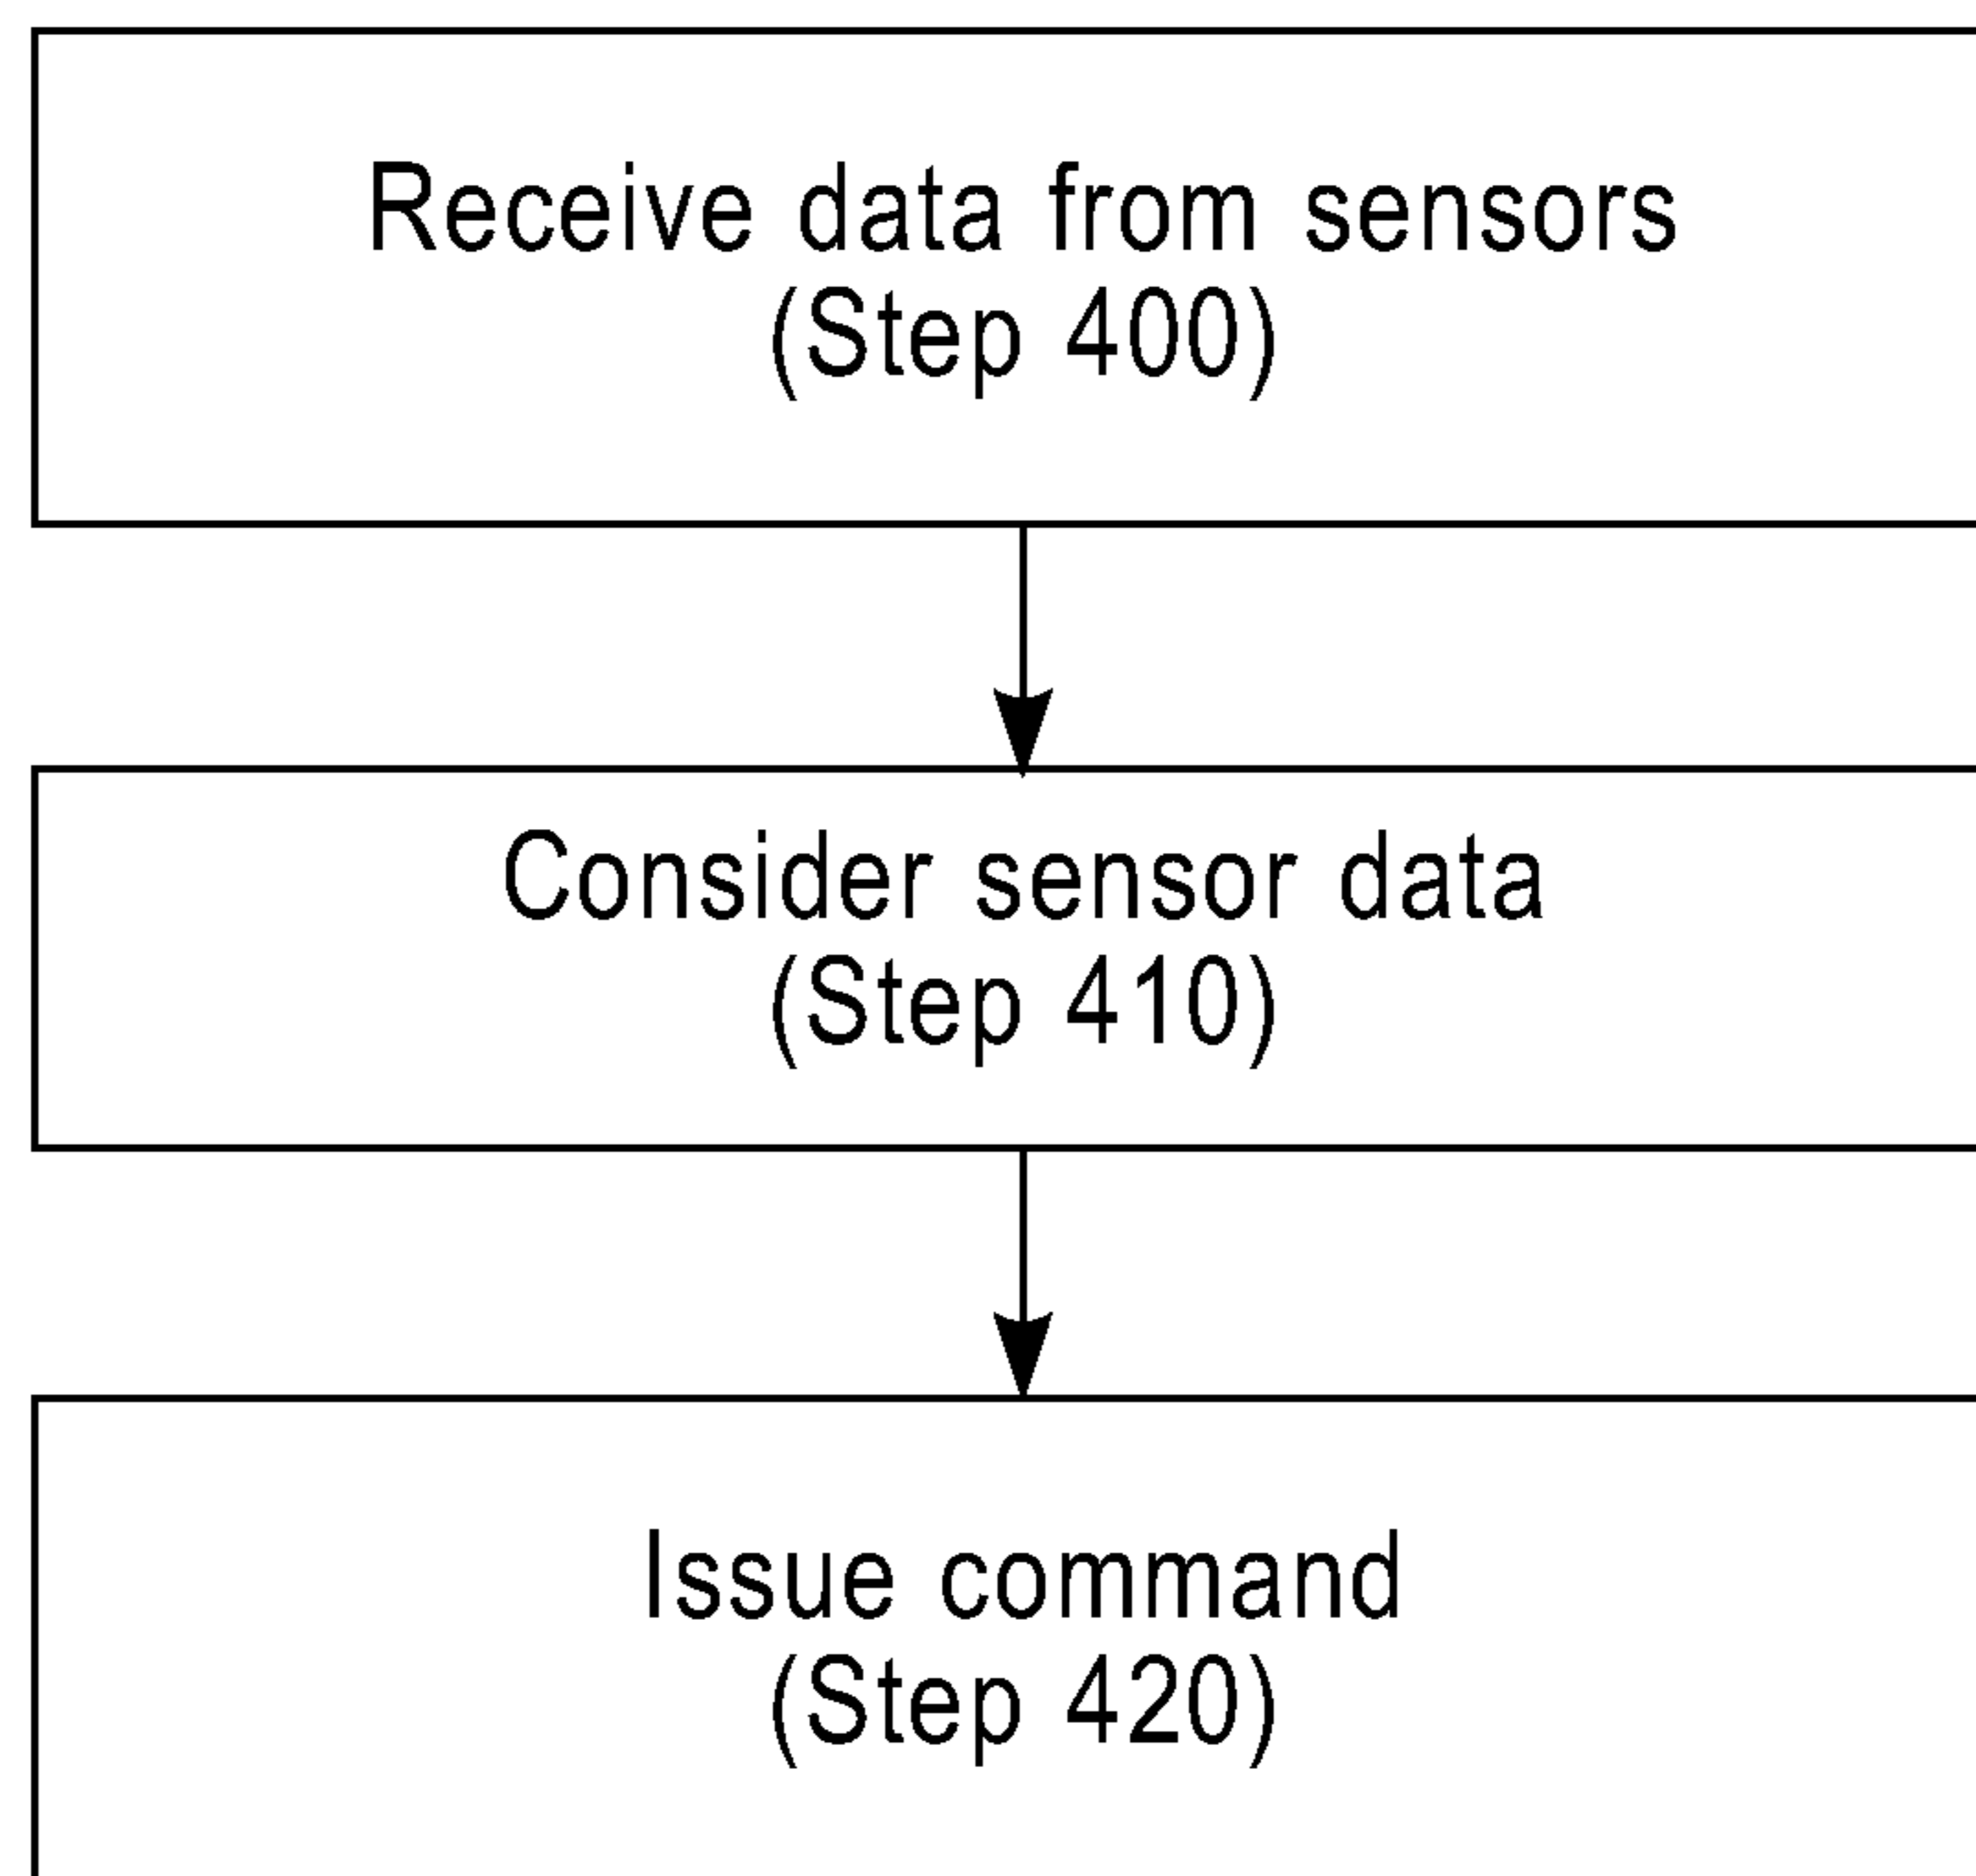 Receive data from sensors
(Step 400)
Consider sensor data
(Step 410)
Issue command
(Step 420)